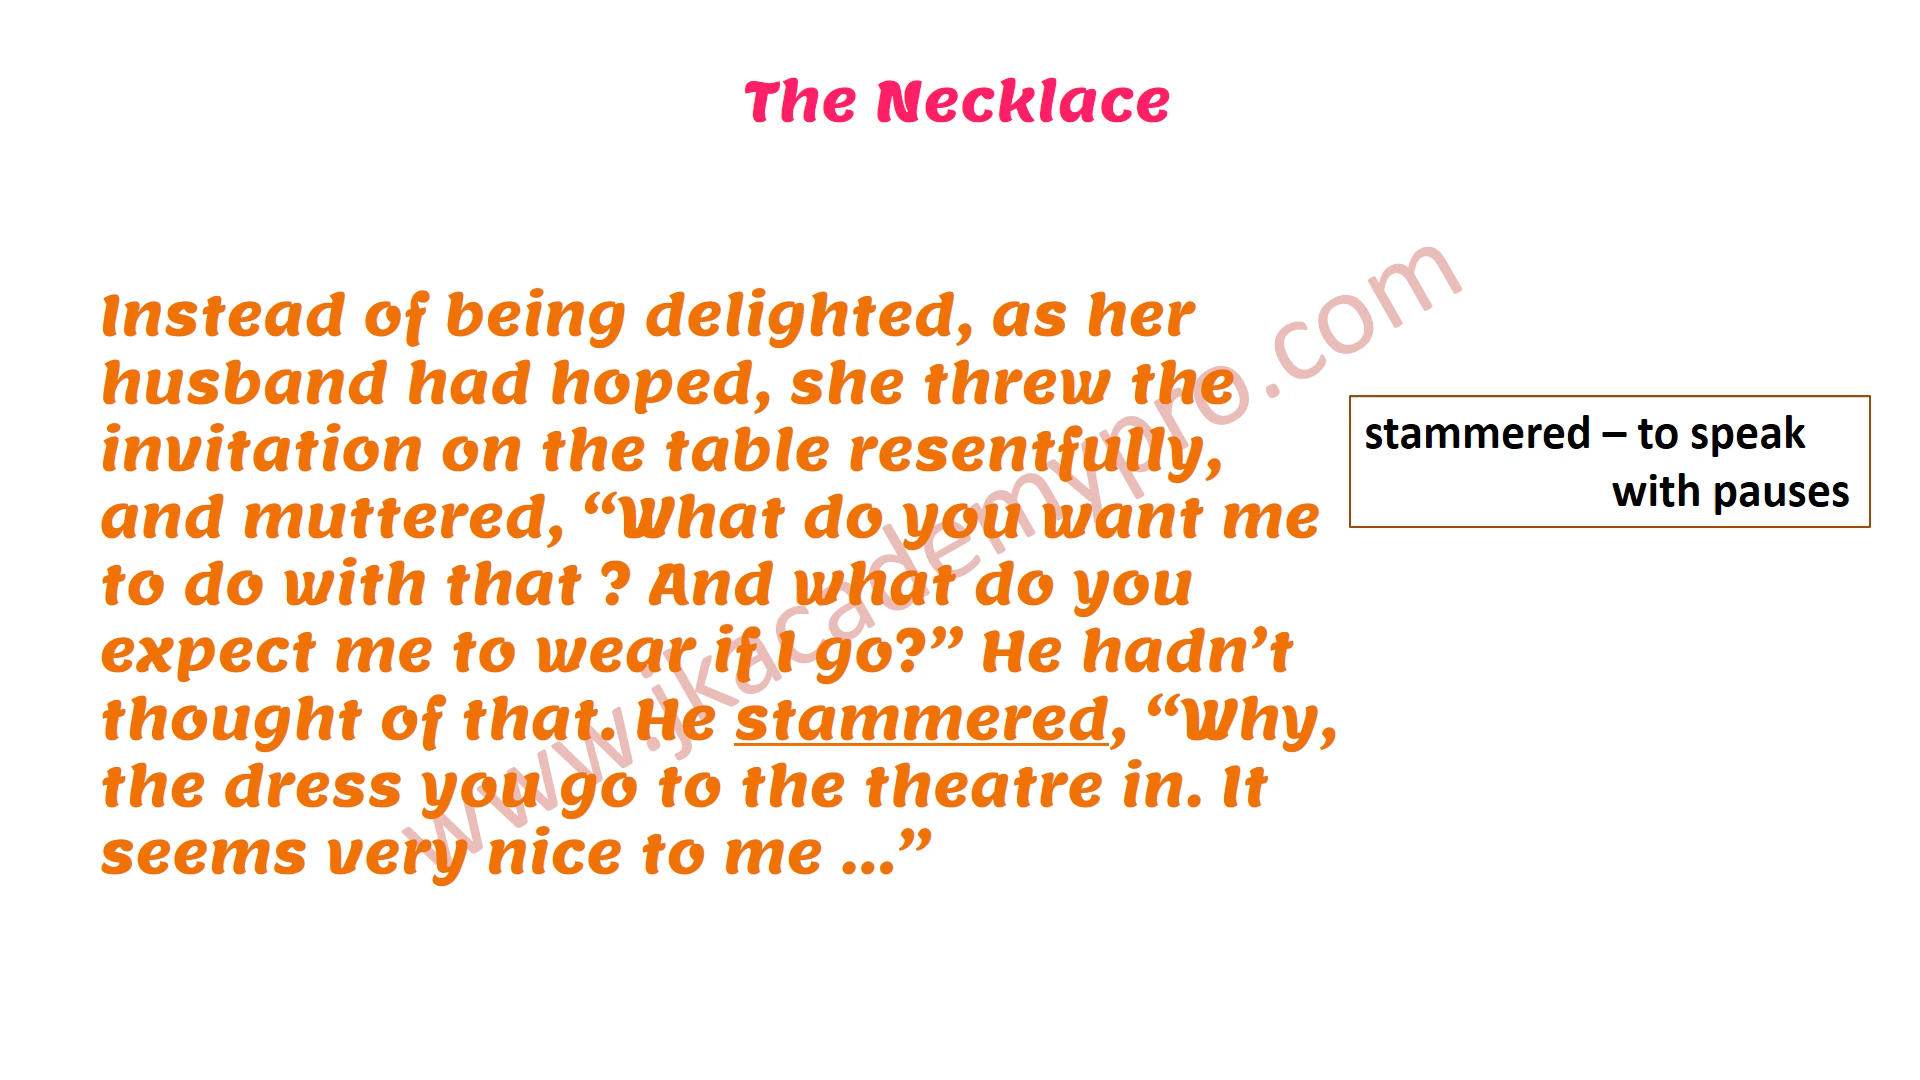 The Necklace
Instead of being delighted, as her
husband had hoped, she threw the
invitation on the table resentfully,
and muttered, “What do you want me
to do with that ? And what do you
expect me to wear if I go?” He hadn’t
thought of that. He stammered, “Why,
the dress you go to the theatre in. It
seems very nice to me ...”
stammered – to speak
with pauses
www.jkacademypro.com